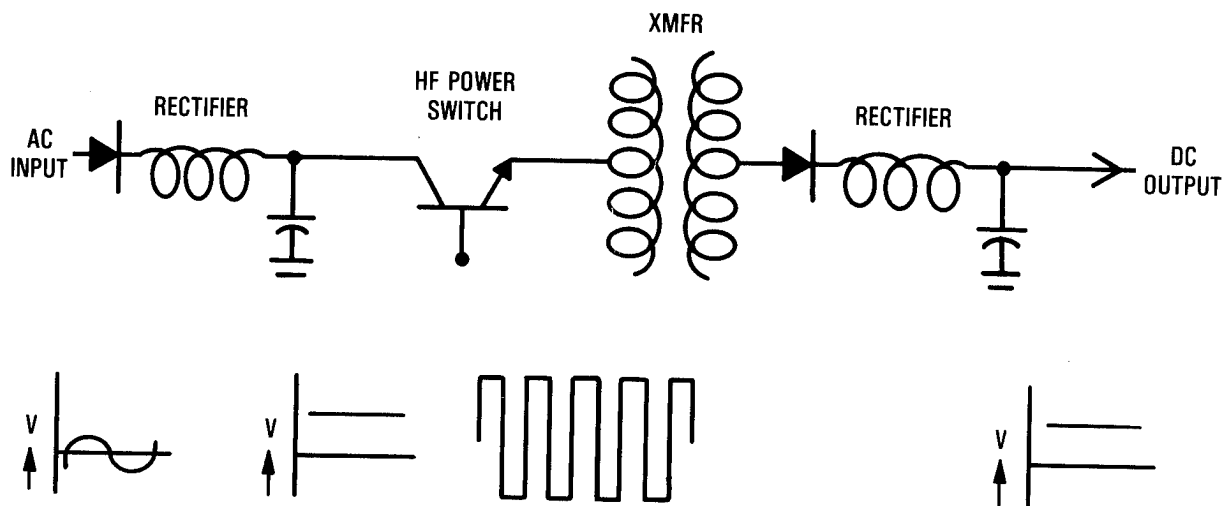 XMFR
HF POWER
SWITCH
RECTIFIER
RECTIFIER
AC
INPUT
DC
OUTPUT
V
V
V